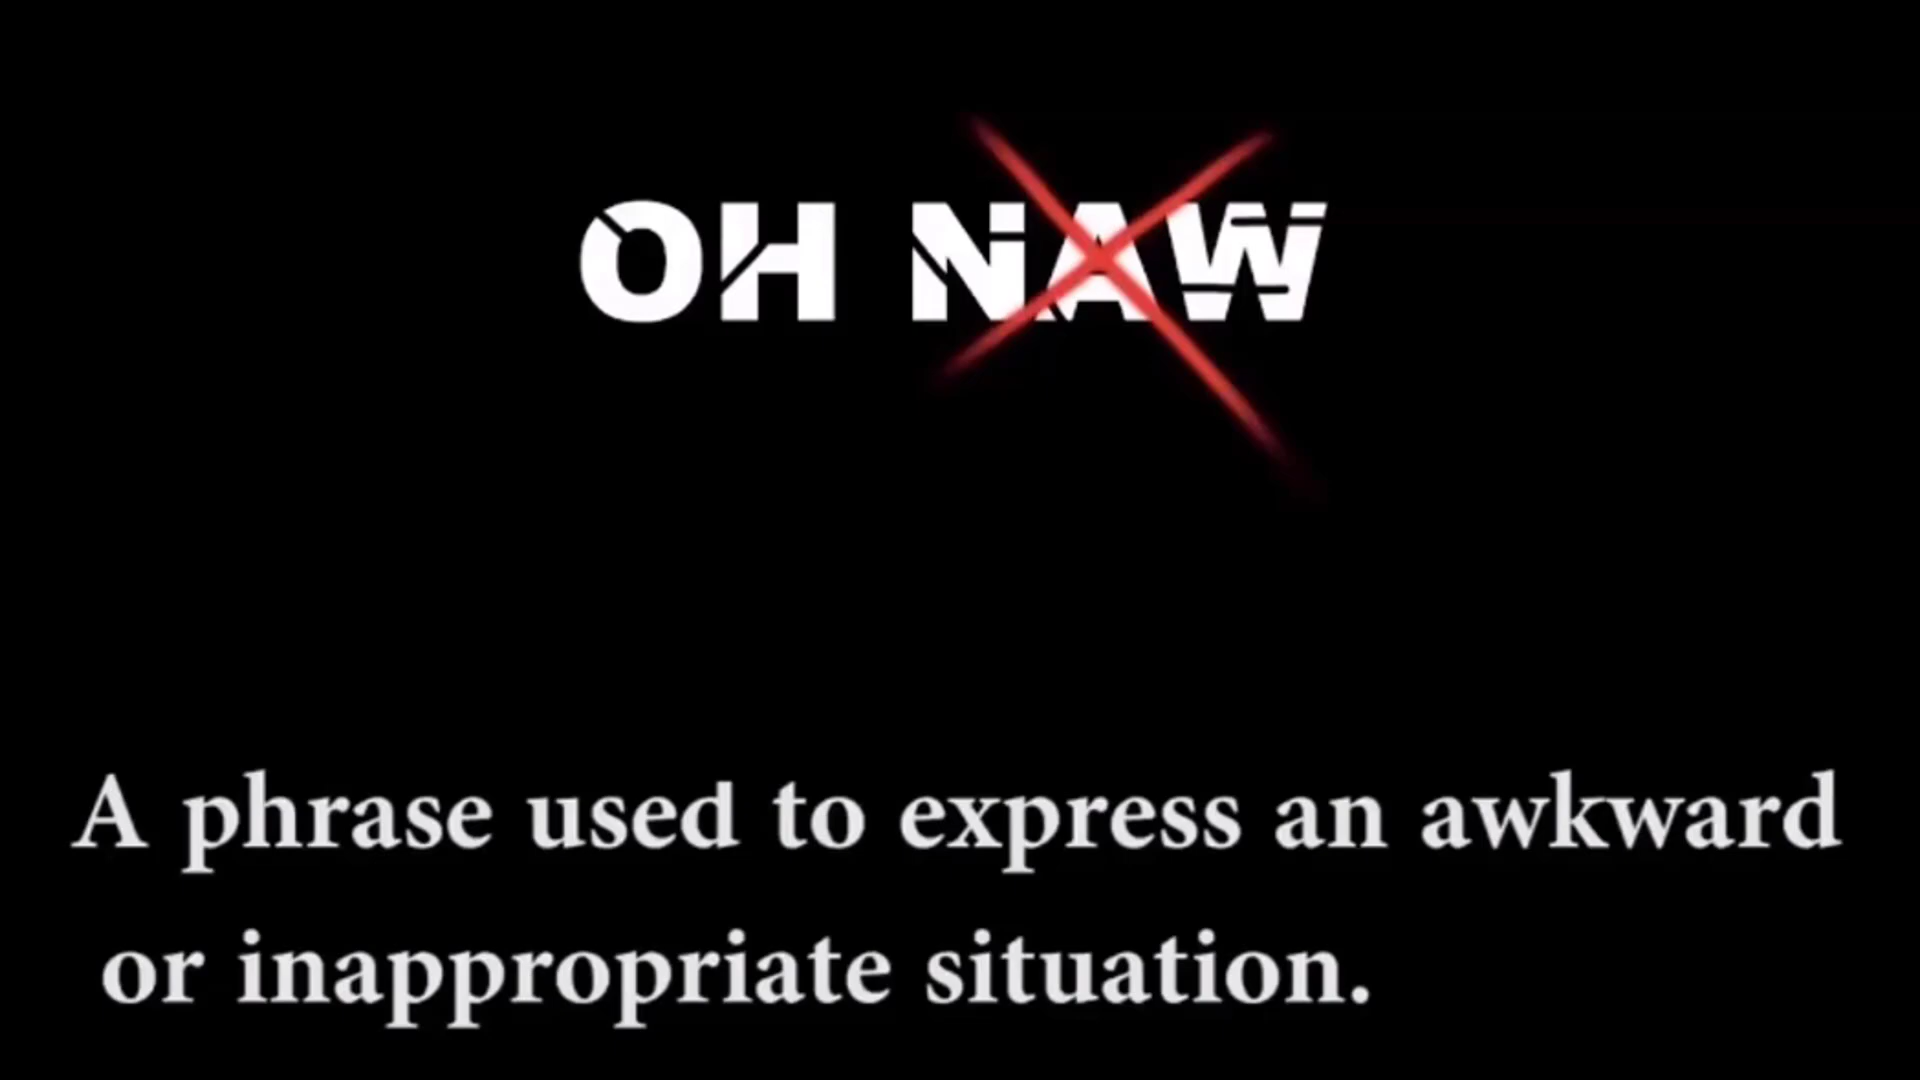 OH NAW
A phrase used to express an awkward
or inappropriate situation.